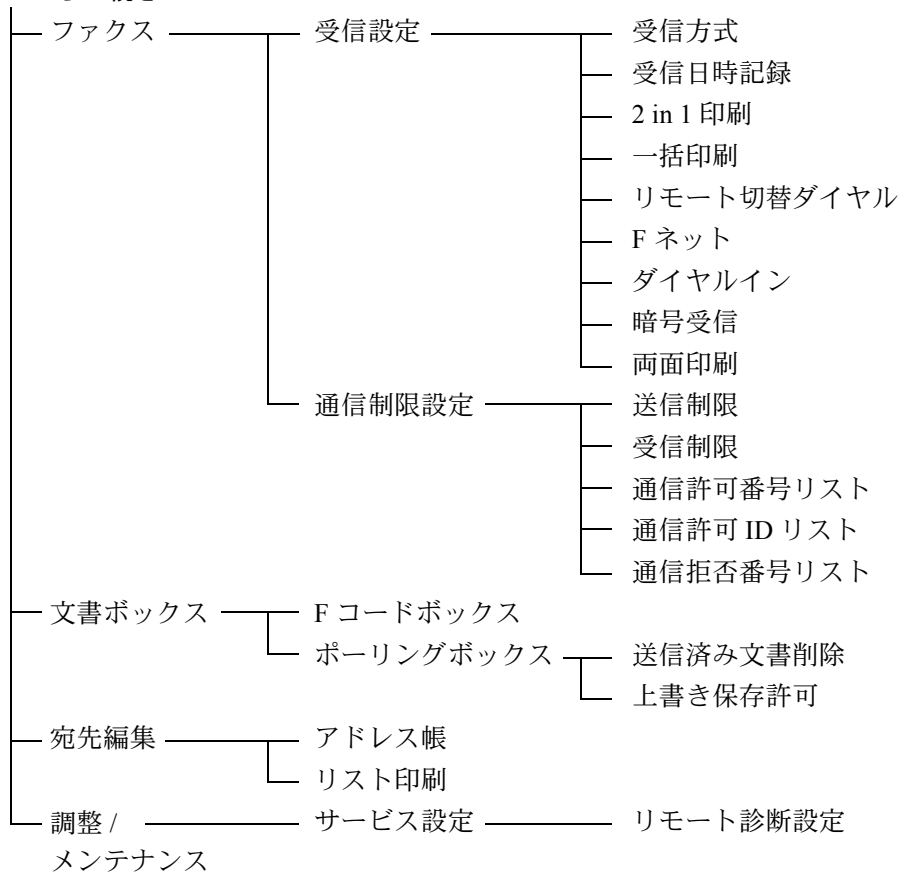 ファクス 受信設定 受信方式
受信日時記録
2 in 1 印刷
一括印刷
リモート切替ダイヤル
F ネット
ダイヤルイン
暗号受信
両面印刷
通信制限設定 送信制限
受信制限
通信許可番号リスト
通信許可 ID リスト
通信拒否番号リスト
文書ボックス F コードボックス
ポーリングボックス 送信済み文書削除
上書き保存許可
宛先編集 アドレス帳
リスト印刷
調整 / サービス設定 リモート診断設定
メンテナンス